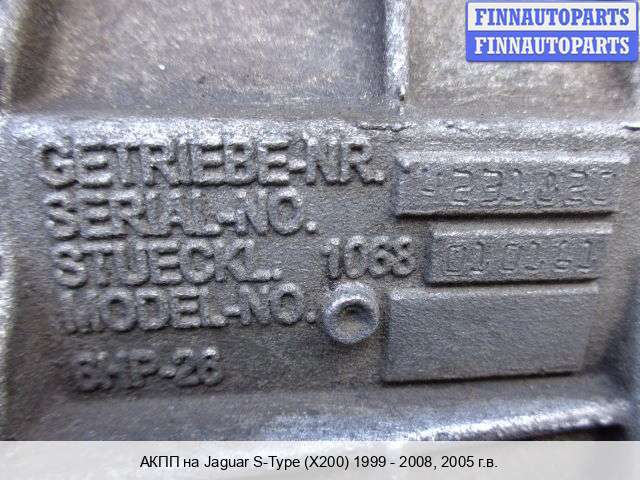 FINNAUTOPARTS
FINNAUTOPARTS
GETRIEBE-NR.
SERIAL-NO.
STUECKL. 1068
MODEL-NO.
6HP-26
АКПП на Jaguar S-Type (X200) 1999 - 2008, 2005 г.в.